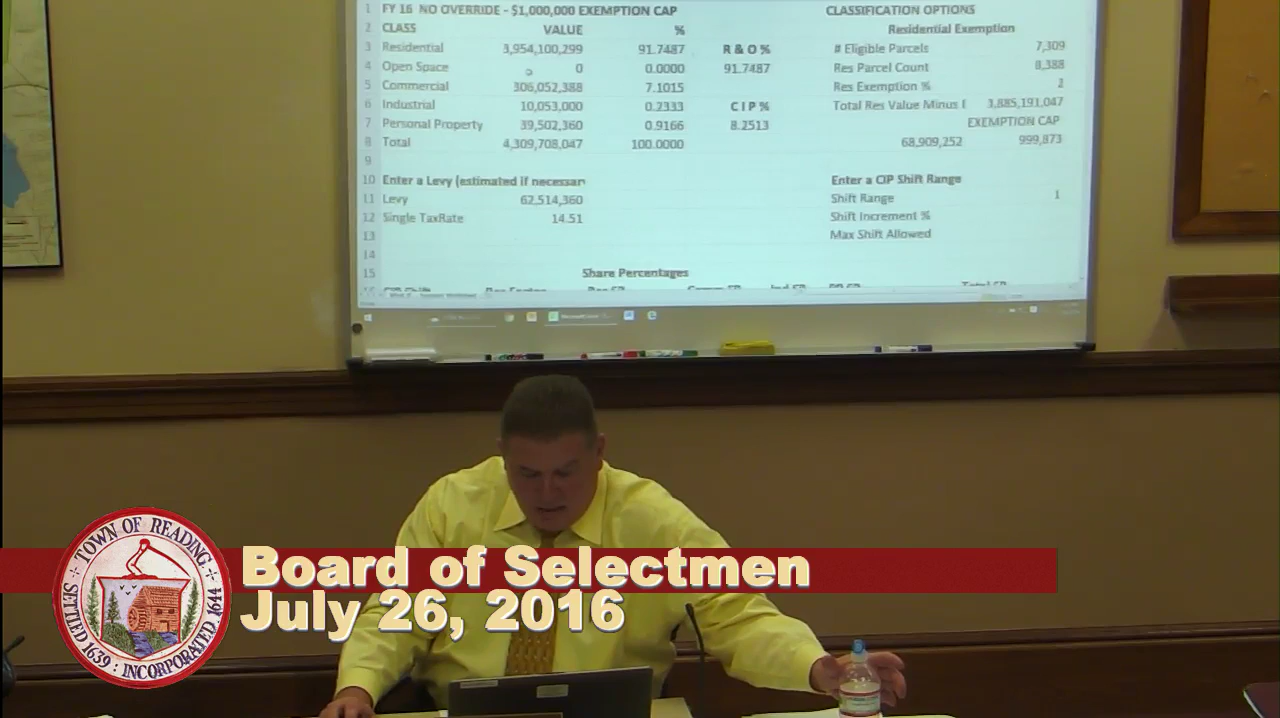 1 FY 16 NO OVERRIDE - $1,000,000 EXEMPTION CAP CLASSIFICATION OPTIONS
2 CLASS VALUE % Residential Exemption
3 Residential 3,954,100,299 91.7487 R & O % # Eligible Parcels 7,309
4 Open Space 0 0.0000 91.7487 Res Parcel Count 8,388
5 Commercial 306,052,388 7.1015 Res Exemption % 2
6 Industrial 10,053,000 0.2333 C I P % Total Res Value Minus 3,885,191,047
7 Personal Property 39,502,360 0.9166 8.2513 EXEMPTION CAP
8 Total 4,309,708,047 100.0000 68,909,252 999,873
9
10 Enter a Levy (estimated if necessar Enter a CIP Shift Range
11 Levy 62,514,360 Shift Range 1
12 Single TaxRate 14.51 Shift Increment %
13 Max Shift Allowed
14
15 Share Percentages
TOWN OF READING
SETTLED 1639 : INCORPORATED 1644
Board of Selectmen
July 26, 2016